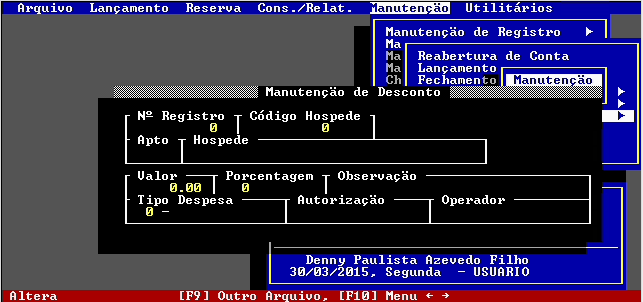 Arquivo Lançamento Reserva Cons./Relat. Manutenção Utilitários
Manutenção de Registro
Ma
Reabertura de Conta
Ma
Lançamento
Ma
Fechamento
Ch
Manutenção
Manutenção de Desconto
Nº Registro Código Hospede
0 0
Apto Hospede
Valor Porcentagem Observação
0.00 0
Tipo Despesa Autorização Operador
0 -
Denny Paulista Azevedo Filho
30/03/2015, Segunda - USUARIO
Altera [F9] Outro Arquivo, [F10] Menu ← →